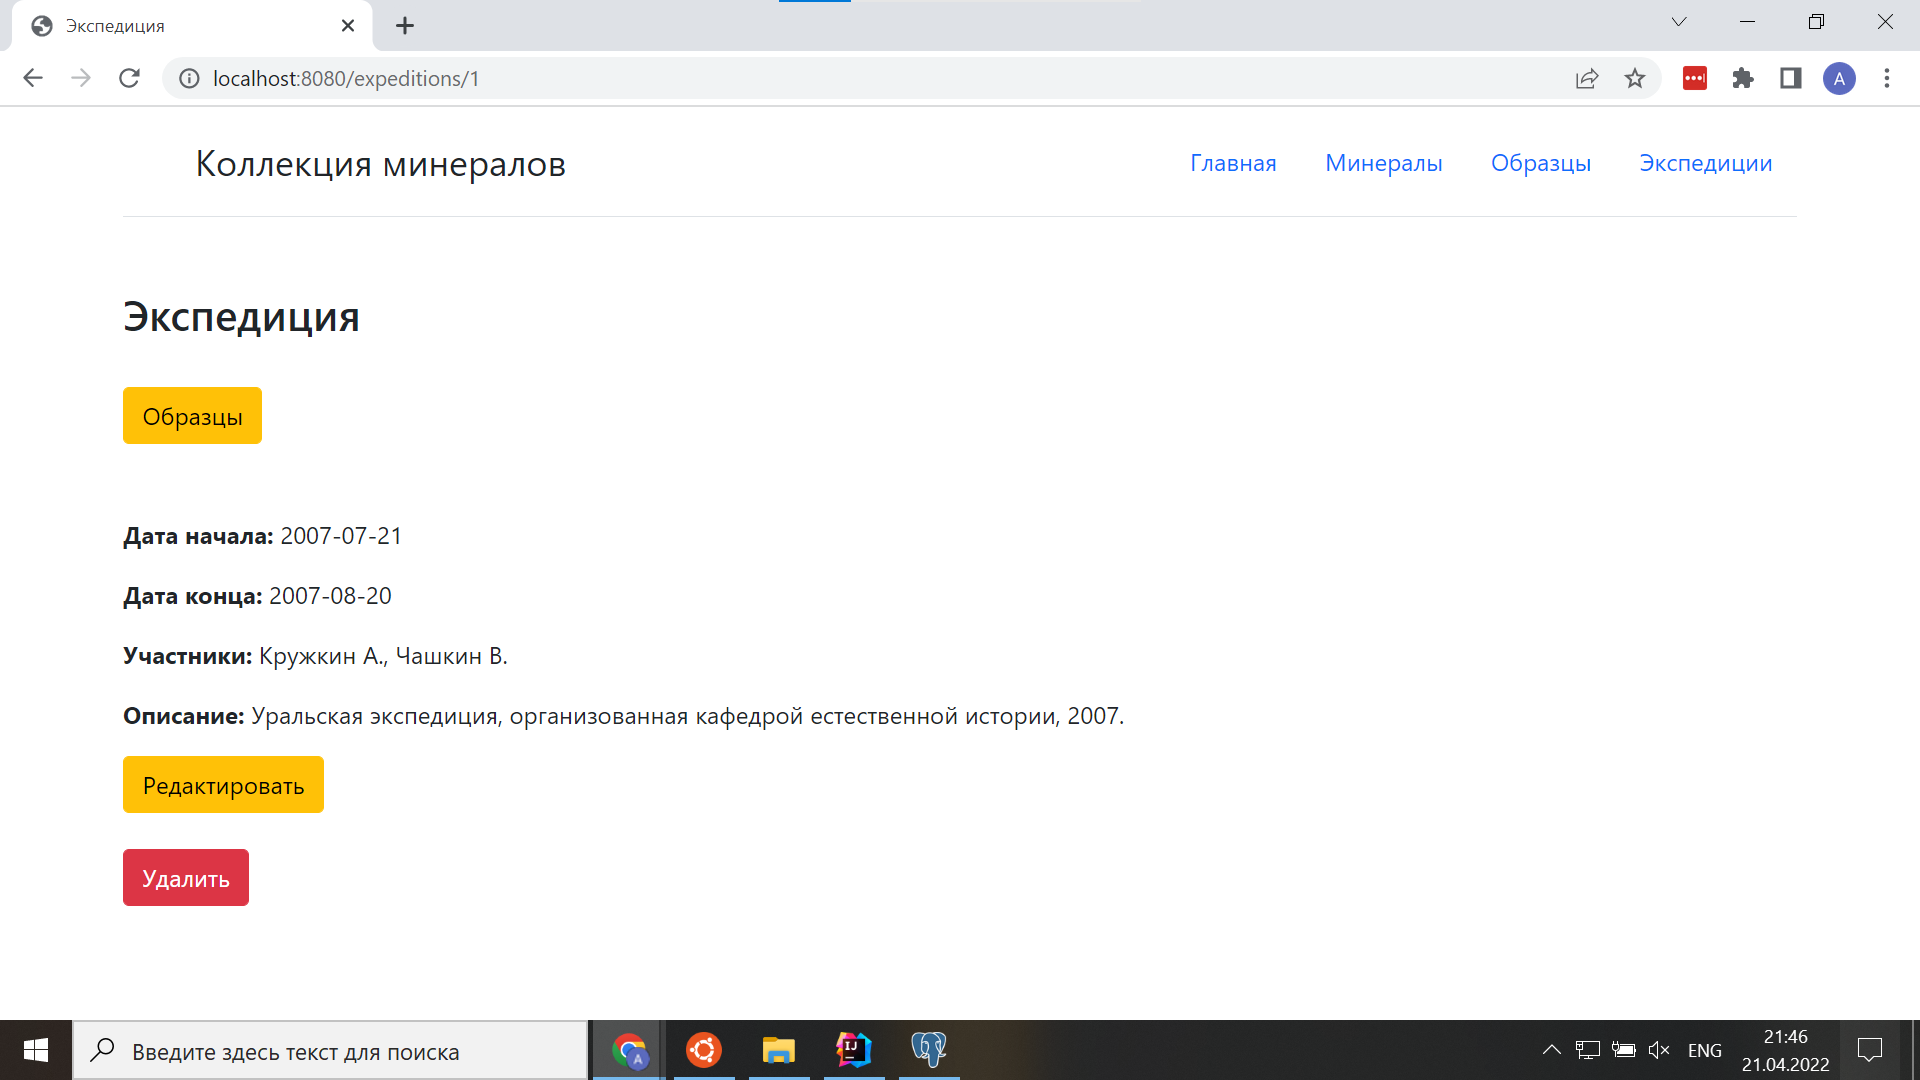 Экспедиция
localhost:8080/expeditions/1
A
Коллекция минералов
Главная Минералы Образцы Экспедиции
Экспедиция
Образцы
Дата начала: 2007-07-21
Дата конца: 2007-08-20
Участники: Кружкин А., Чашкин В.
Описание: Уральская экспедиция, организованная кафедрой естественной истории, 2007.
Редактировать
Удалить
Введите здесь текст для поиска
A
IJ
ENG
21:46
21.04.2022